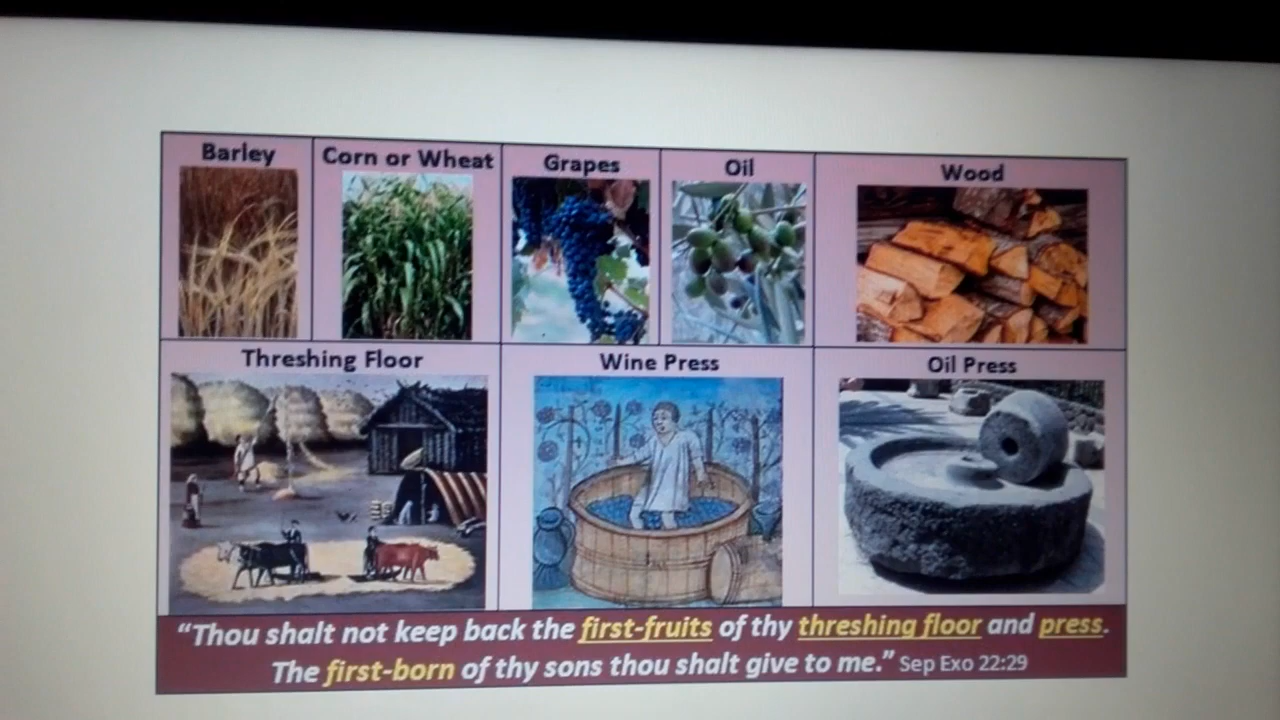 Barley
Corn or Wheat
Grapes
Oil
Wood
Threshing Floor
Wine Press
Oil Press
“Thou shalt not keep back the first-fruits of thy threshing floor and press.
The first-born of thy sons thou shalt give to me.” Sep Exo 22:29